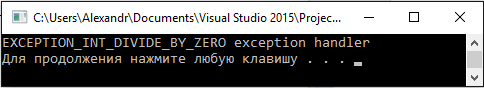 C:\Users\Alexandr\Documents\Visual Studio 2015\Projec...
EXCEPTION_INT_DIVIDE_BY_ZERO exception handler
Для продолжения нажмите любую клавишу . . .